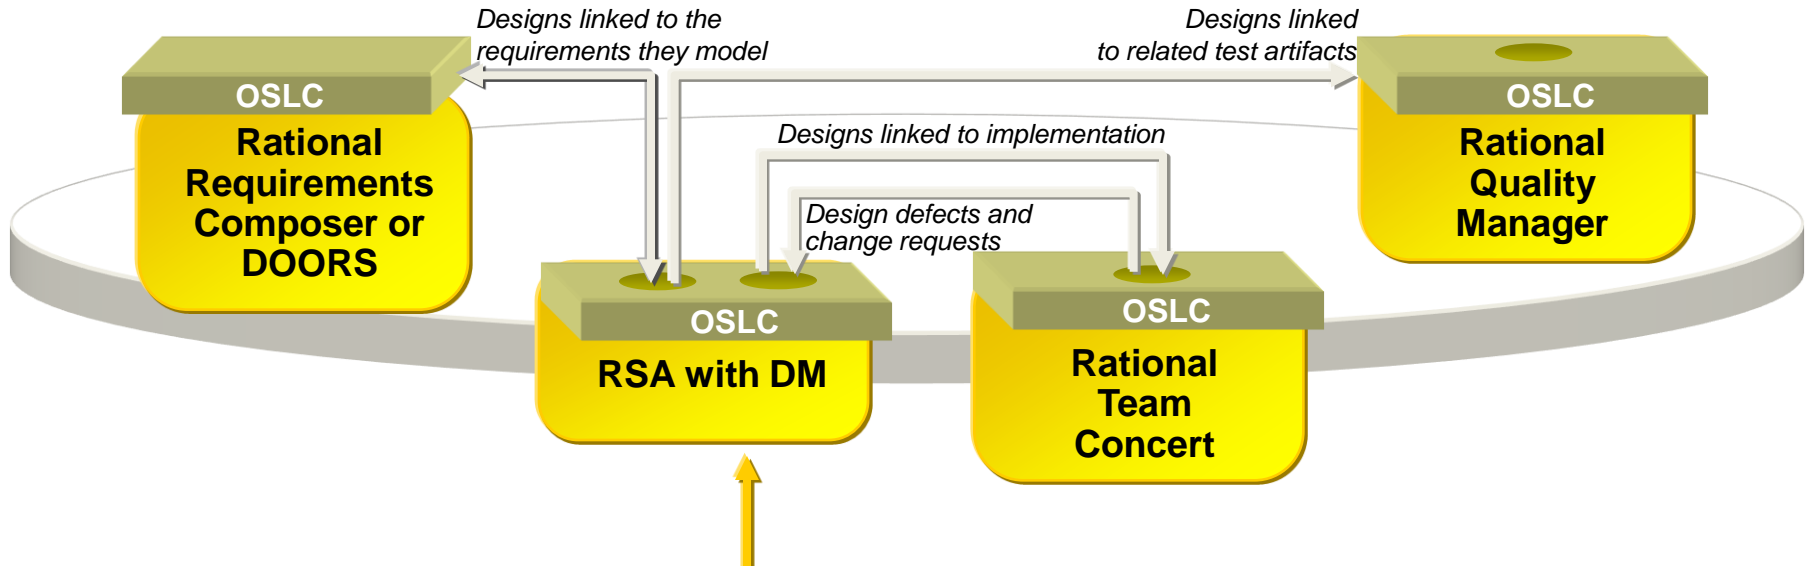 Designs linked to the
requirements they model
Designs linked
to related test artifacts
OSLC
Rational
Requirements
Composer or
DOORS
OSLC
Rational
Quality
Manager
Designs linked to implementation
Design defects and
change requests
OSLC
RSA with DM
OSLC
Rational
Team
Concert